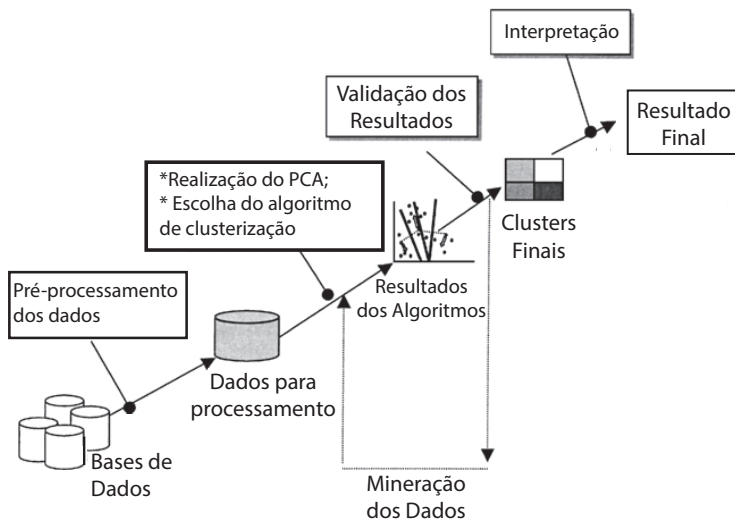 Interpretação
Validação dos
Resultados
Resultado
Final
*Realização do PCA;
* Escolha do algoritmo
de clusterização
Clusters
Finais
Pré-processamento
dos dados
Resultados
dos Algoritmos
Dados para
processamento
Bases de
Dados
Mineração
dos Dados